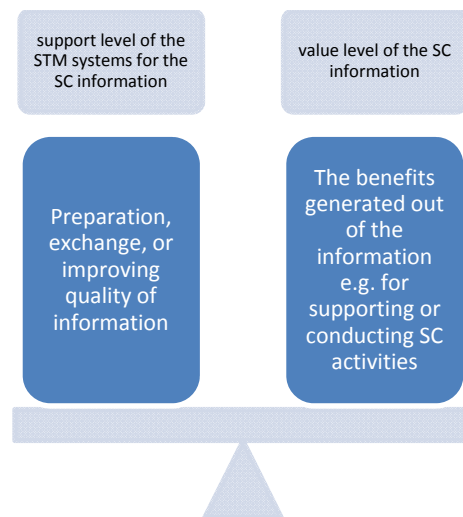 support level of the
STM systems for the
SC information
value level of the SC
information
Preparation,
exchange, or
improving
quality of
information
The benefits
generated out
of the
information
e.g. for
supporting or
conducting SC
activities